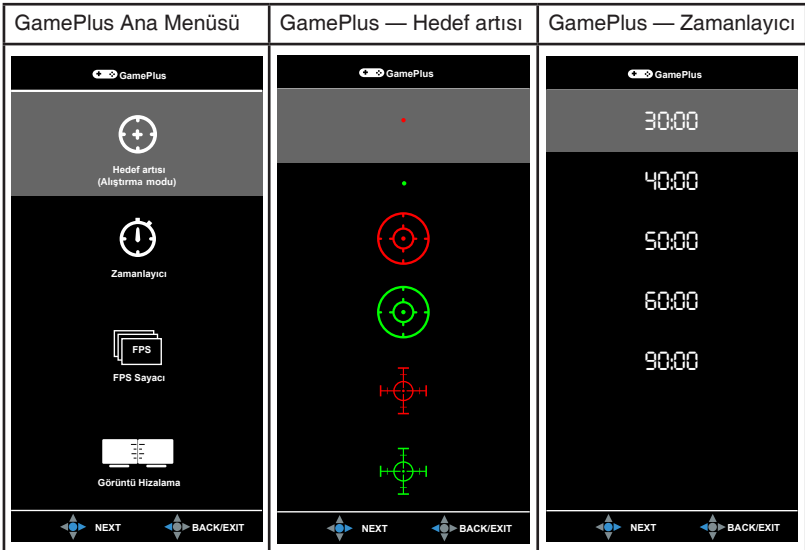 GamePlus Ana Menüsü
GamePlus — Hedef artısı
GamePlus — Zamanlayıcı
GamePlus
Hedef artısı
(Alıştırma modu)
Zamanlayıcı
FPS
FPS Sayacı
Görüntü Hizalama
NEXT
BACK/EXIT
GamePlus
NEXT
BACK/EXIT
GamePlus
30:00
40:00
50:00
60:00
90:00
NEXT
BACK/EXIT